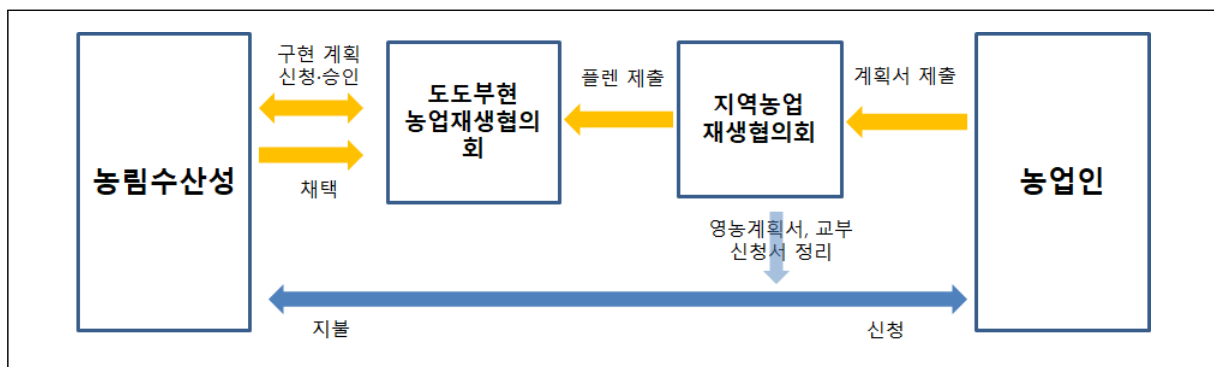 농림수산성
구현 계획
신청·승인
채택
도도부현
농업재생협의
회
플렌 제출
지역농업
재생협의회
계획서 제출
농업인
영농계획서, 교부
신청서 정리
지불
신청